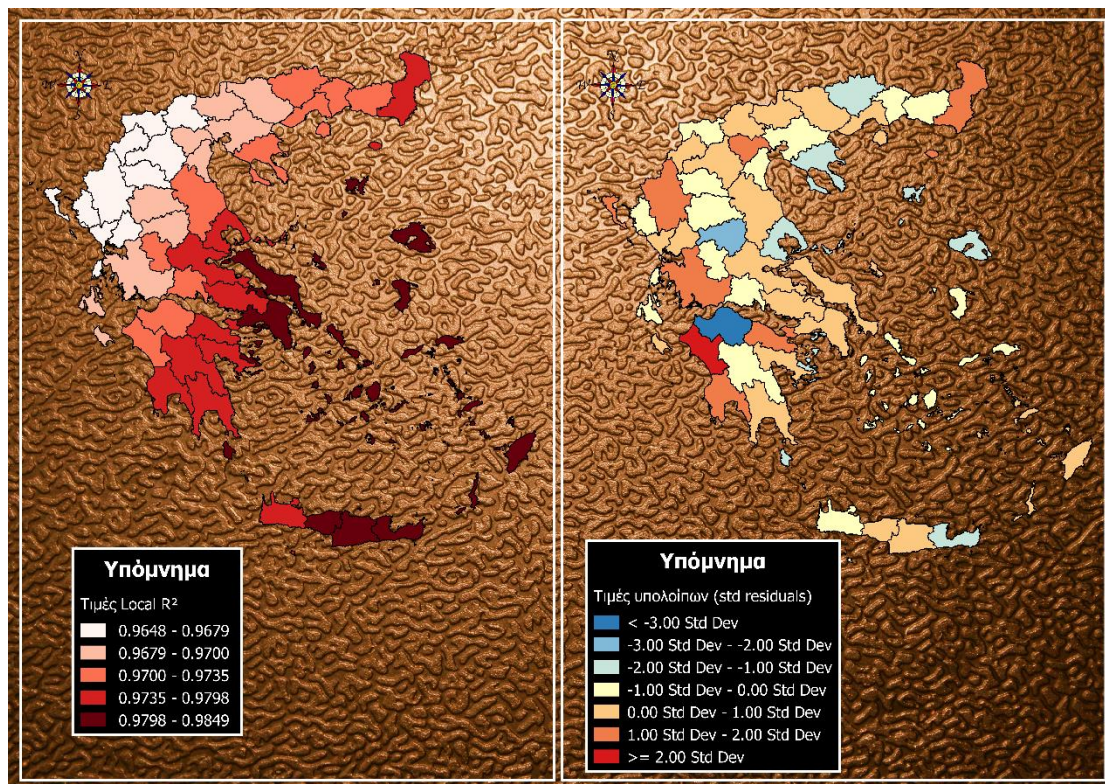 Υπόμνημα
Τιμές Local R²
0.9648 - 0.9679
0.9679 - 0.9700
0.9700 - 0.9735
0.9735 - 0.9798
0.9798 - 0.9849
Υπόμνημα
Τιμές υπολοίπων (std residuals)
< -3.00 Std Dev
-3.00 Std Dev - -2.00 Std Dev
-2.00 Std Dev - -1.00 Std Dev
-1.00 Std Dev - 0.00 Std Dev
0.00 Std Dev - 1.00 Std Dev
1.00 Std Dev - 2.00 Std Dev
>= 2.00 Std Dev